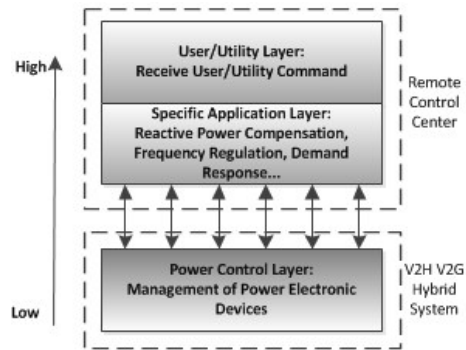 High
Low
User/Utility Layer:
Receive User/Utility Command
Specific Application Layer:
Reactive Power Compensation,
Frequency Regulation, Demand
Response...
Remote
Control
Center
Power Control Layer:
Management of Power Electronic
Devices
V2H V2G
Hybrid
System